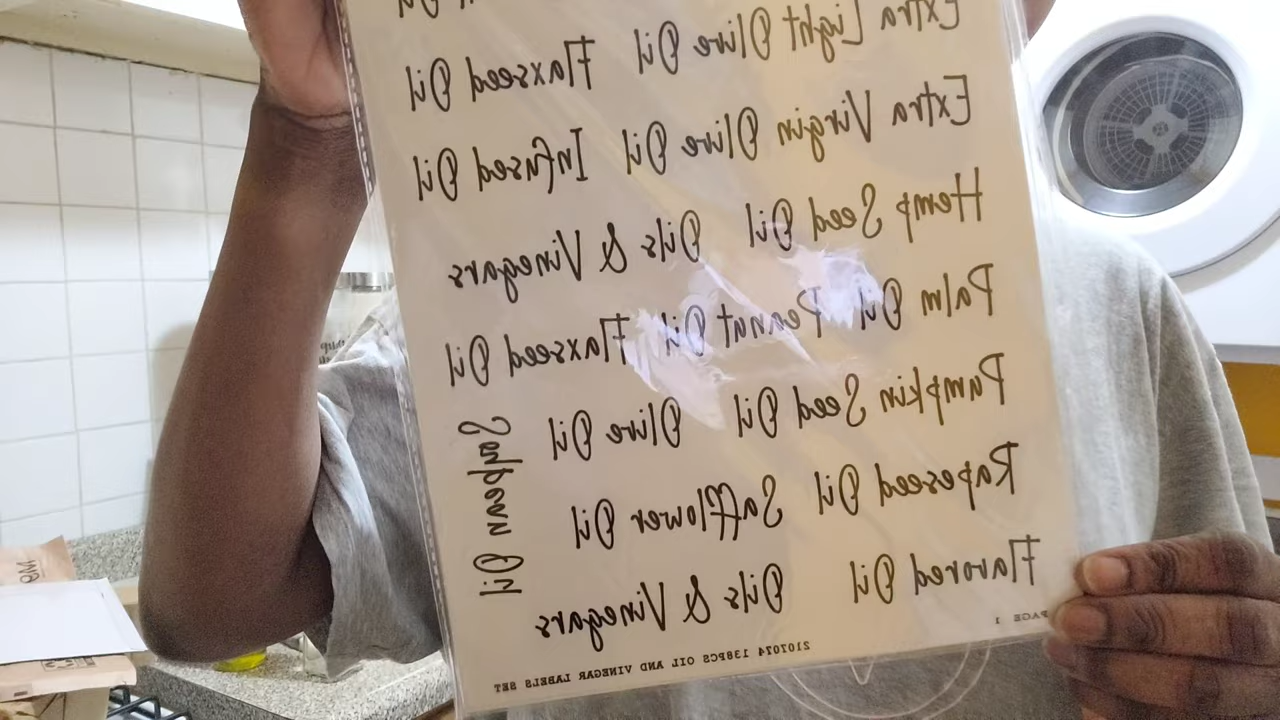 Extra Light Olive Oil Flaxseed Oil
Extra Virgin Olive Oil Infused Oil
Hemp Seed Oil Oils & Vinegars
Palm Oil Peanut Oil Flaxseed Oil
Pumpkin Seed Oil Olive Oil
Rapeseed Oil Safflower Oil
Soybean Oil
Flavored Oil Oils & Vinegars
PAGE 1 2107074 138PCS OIL AND VINEGAR LABELS SET